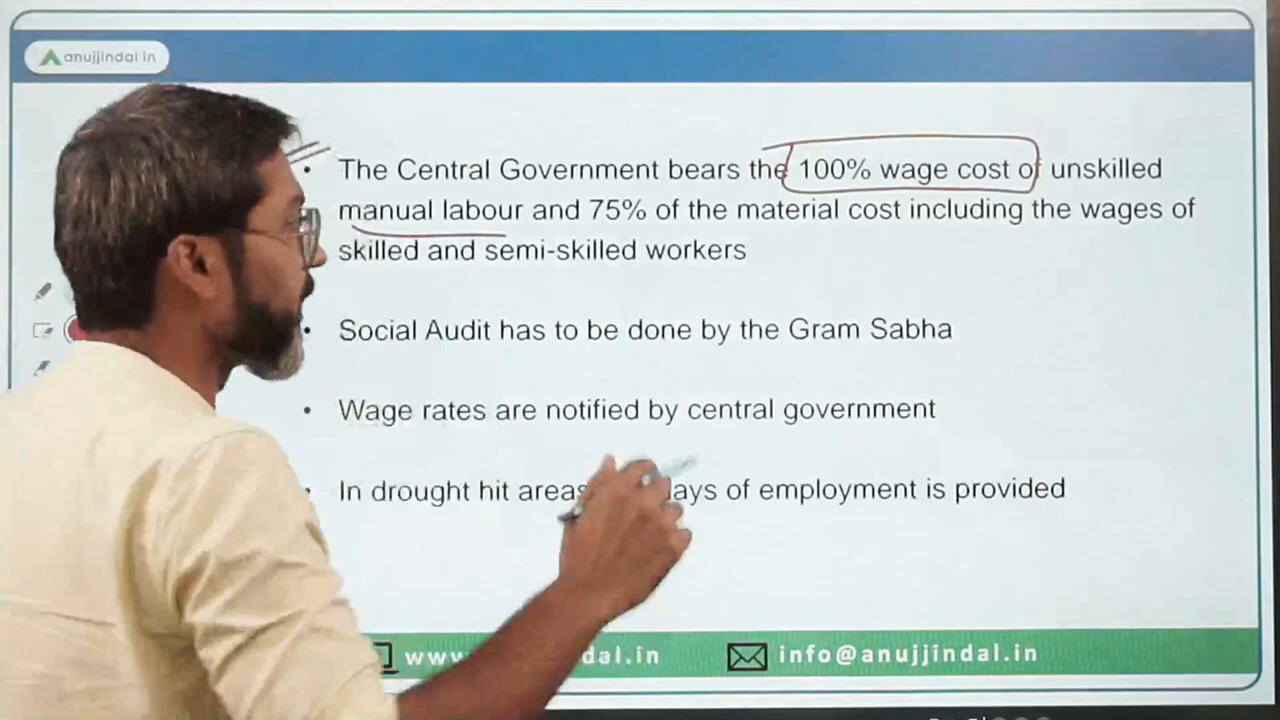 anujjindal.in
The Central Government bears the 100% wage cost of unskilled
manual labour and 75% of the material cost including the wages of
skilled and semi-skilled workers
Social Audit has to be done by the Gram Sabha
Wage rates are notified by central government
In drought hit areas days of employment is provided
info@anujjindal.in